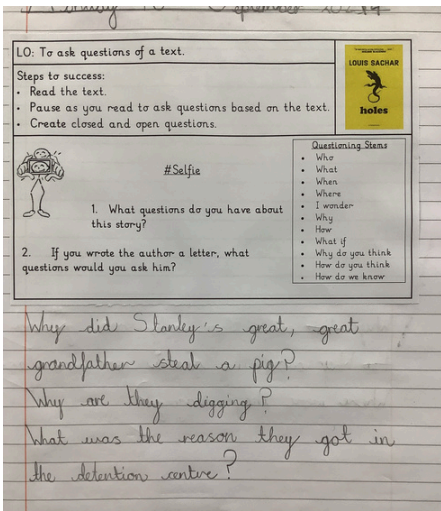 LO: To ask questions of a text.
Steps to success:
• Read the text.
• Pause as you read to ask questions based on the text.
• Create closed and open questions.
LOUIS SACHAR
holes
#Selfie
1. What questions do you have about
this story?
2. If you wrote the author a letter, what
questions would you ask him?
Questioning Stems
• Who
• What
• When
• Where
• I wonder
• Why
• How
• What if
• Why do you think
• How do you think
• How do we know
Why did Stanley's great, great
grandfather steal a pig?
Why are they digging?
What was the reason they got in
the detention centre?